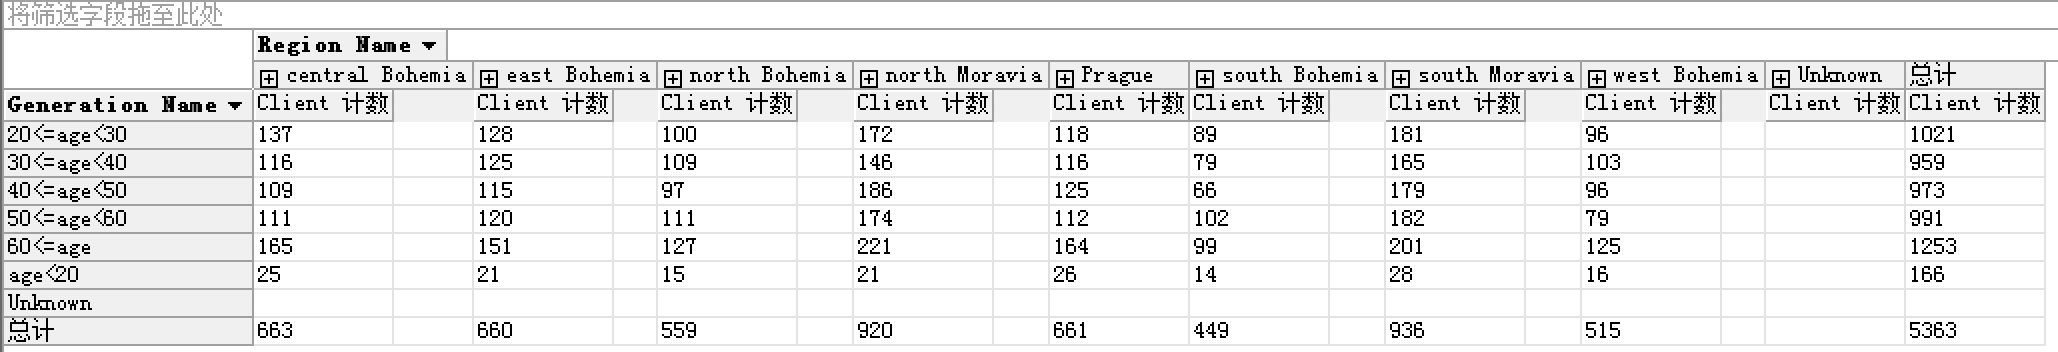 将筛选字段拖至此处
Region Name
central Bohemia east Bohemia north Bohemia north Moravia Prague south Bohemia south Moravia west Bohemia Unknown 总计
Generation Name Client 计数 Client 计数 Client 计数 Client 计数 Client 计数 Client 计数 Client 计数 Client 计数 Client 计数 Client 计数
20<=age<30 137 128 100 172 118 89 181 96 1021
30<=age<40 116 125 109 146 116 79 165 103 959
40<=age<50 109 115 97 186 125 66 179 96 973
50<=age<60 111 120 111 174 112 102 182 79 991
60<=age 165 151 127 221 164 99 201 125 1253
age<20 25 21 15 21 26 14 28 16 166
Unknown
总计 663 660 559 920 661 449 936 515 5363